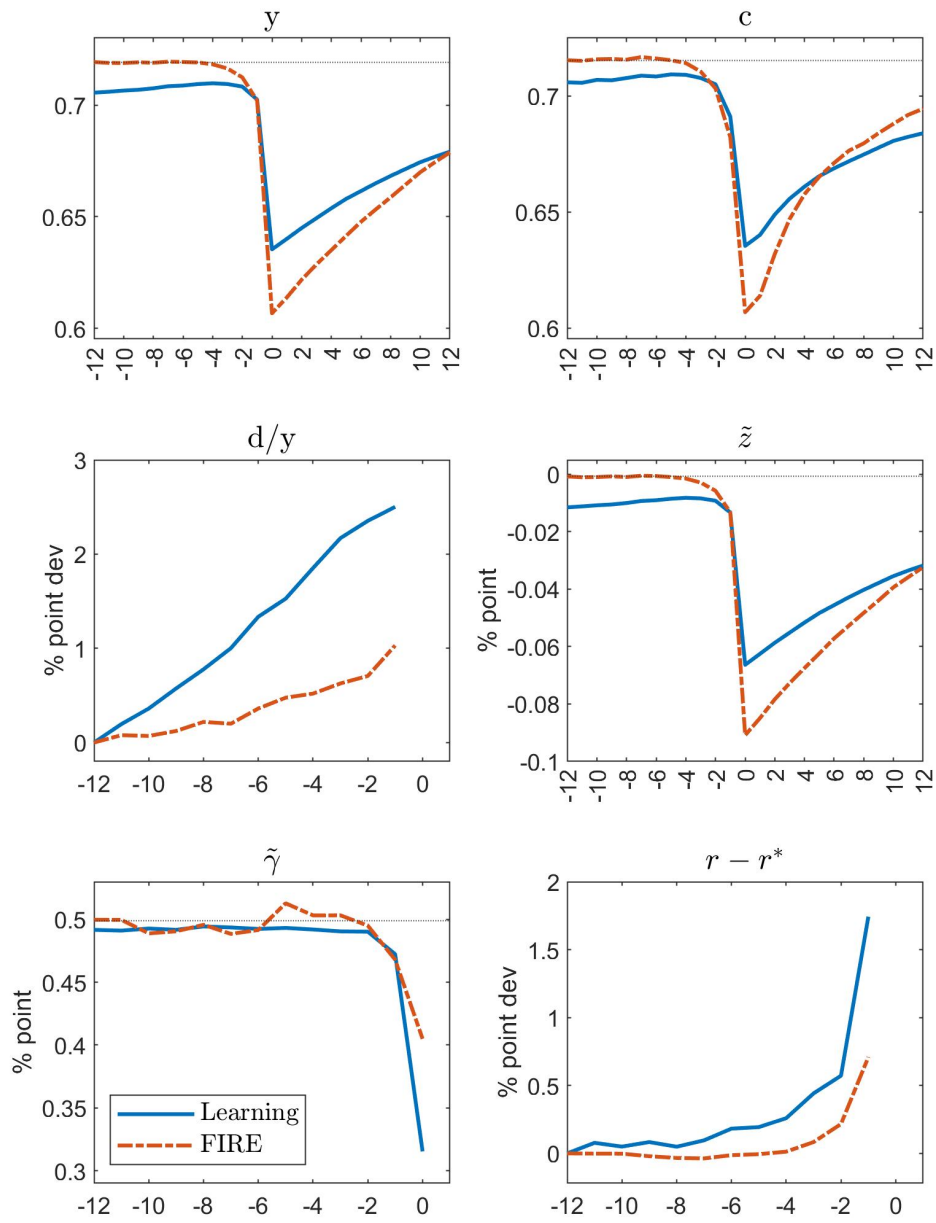 y
0.7
0.65
0.6
-12 -10 -8 -6 -4 -2 0 2 4 6 8 10 12
c
0.7
0.65
0.6
-12 -10 -8 -6 -4 -2 0 2 4 6 8 10 12
d/y
% point dev
3
2
1
0
-12 -10 -8 -6 -4 -2 0
z̃
% point
0
-0.02
-0.04
-0.06
-0.08
-0.1
-12 -10 -8 -6 -4 -2 0 2 4 6 8 10 12
γ̃
% point
0.5
0.45
0.4
0.35
0.3
Learning
FIRE
-12 -10 -8 -6 -4 -2 0
r − r*
% point dev
2
1.5
1
0.5
0
-12 -10 -8 -6 -4 -2 0